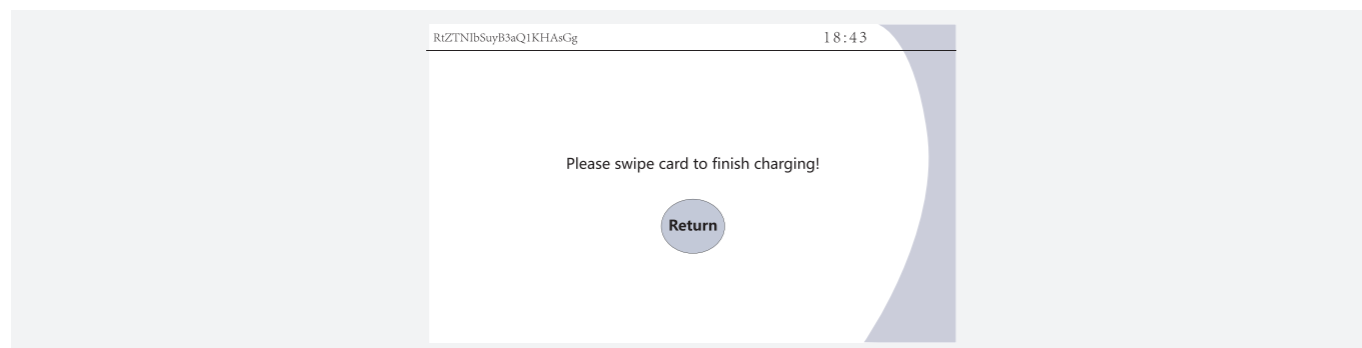 RtZTNIbSuyB3aQ1KHAsGg 18:43
Please swipe card to finish charging!
Return